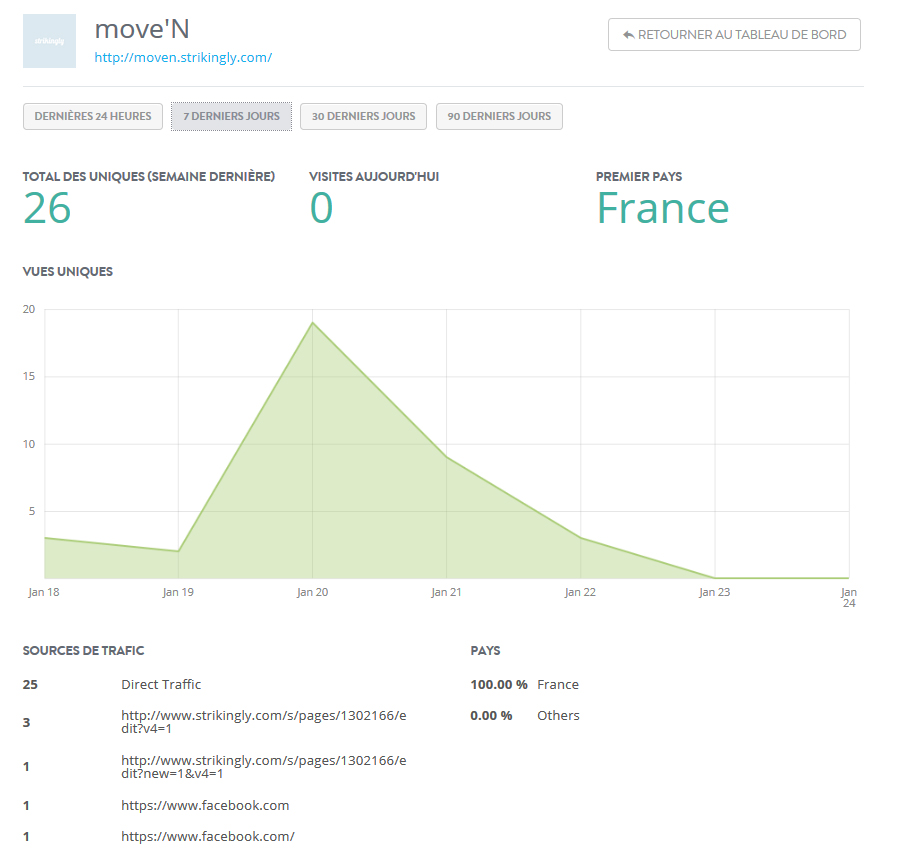 strikingly
move'N
http://moven.strikingly.com/
RETOURNER AU TABLEAU DE BORD
DERNIÈRES 24 HEURES
7 DERNIERS JOURS
30 DERNIERS JOURS
90 DERNIERS JOURS
TOTAL DES UNIQUES (SEMAINE DERNIÈRE)
26
VISITES AUJOURD'HUI
0
PREMIER PAYS
France
VUES UNIQUES
20
15
10
5
Jan 18
Jan 19
Jan 20
Jan 21
Jan 22
Jan 23
Jan
24
SOURCES DE TRAFIC
25 Direct Traffic
3 http://www.strikingly.com/s/pages/1302166/e
dit?v4=1
1 http://www.strikingly.com/s/pages/1302166/e
dit?new=1&v4=1
1 https://www.facebook.com
1 https://www.facebook.com/
PAYS
100.00 % France
0.00 % Others